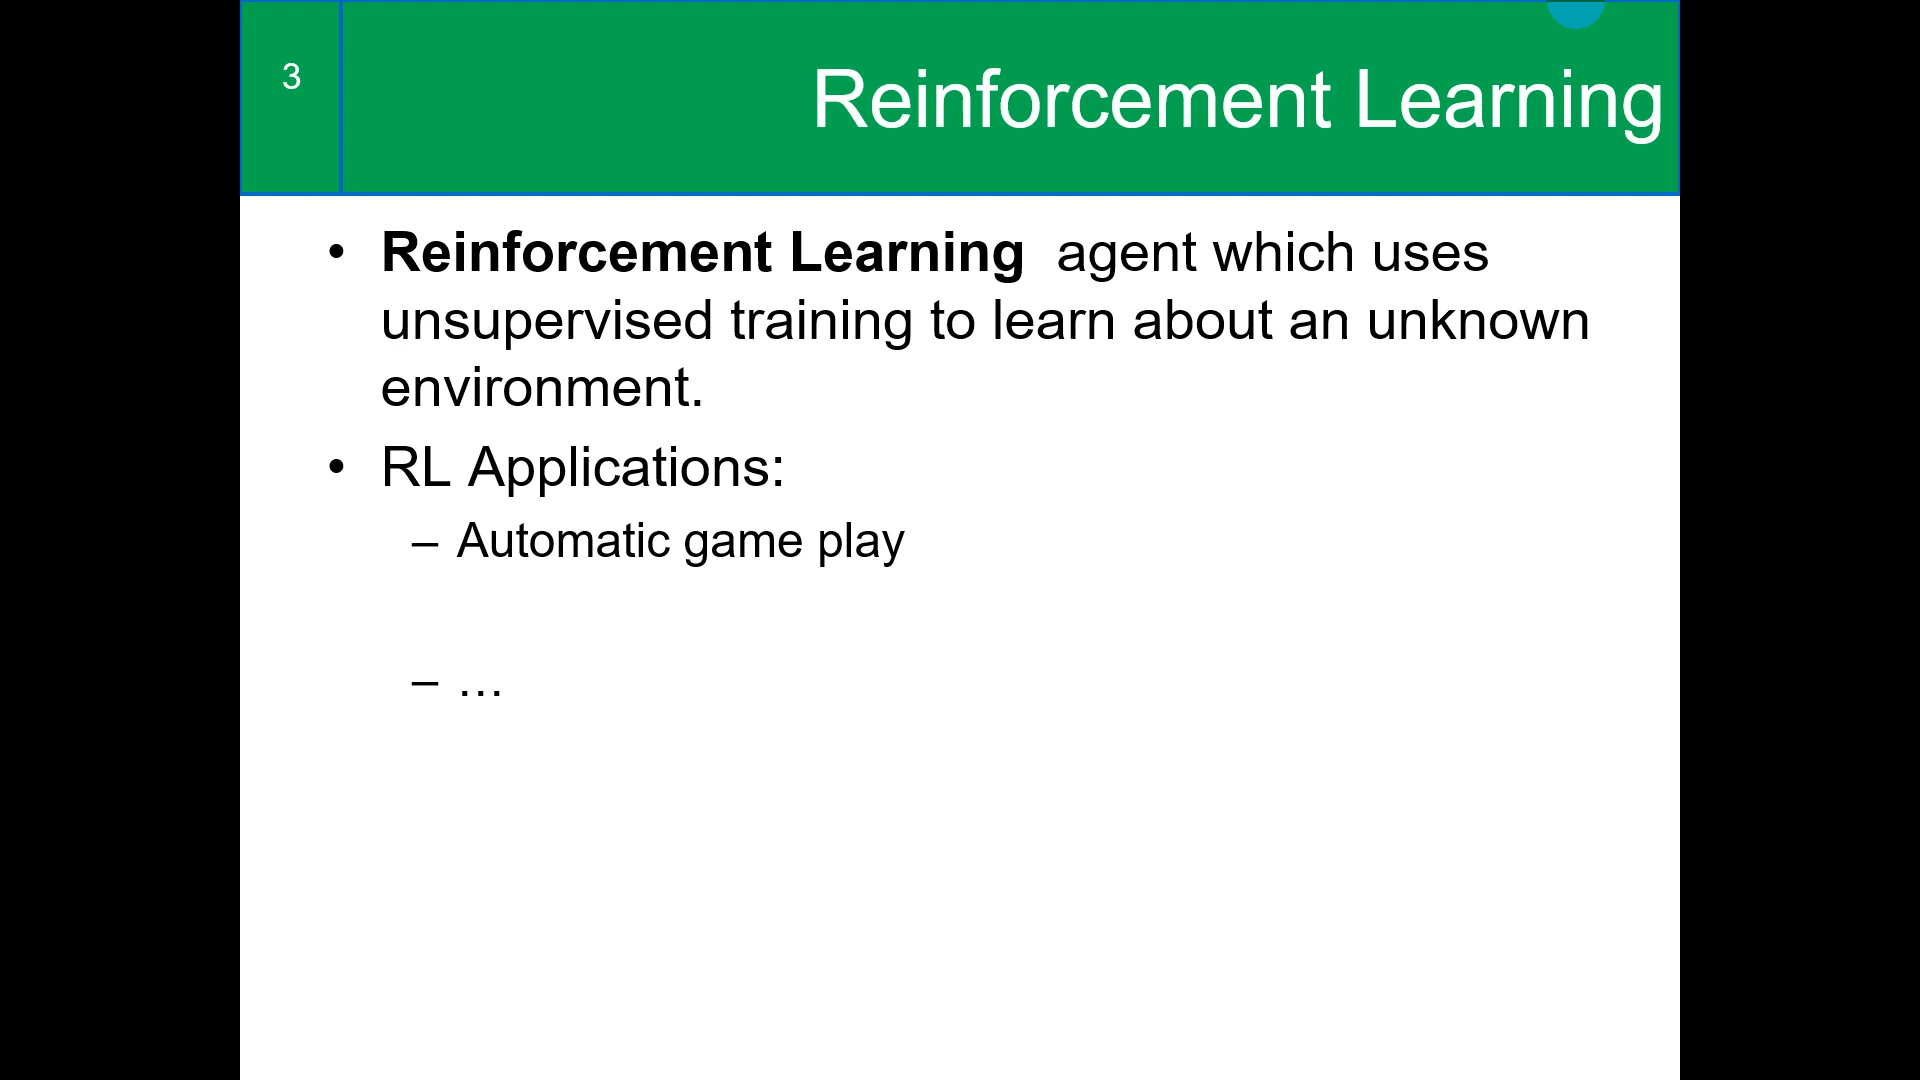 3
Reinforcement Learning
• Reinforcement Learning agent which uses
unsupervised training to learn about an unknown
environment.
• RL Applications:
– Automatic game play
– …